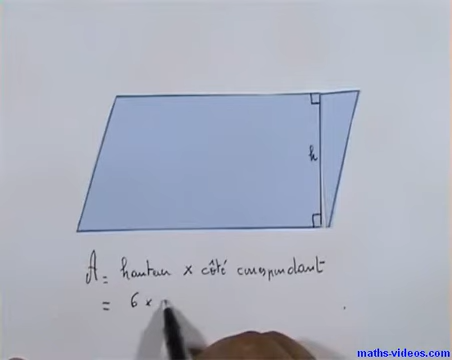 h
A = hauteur × côté correspondant
= 6 ×
maths-videos.com